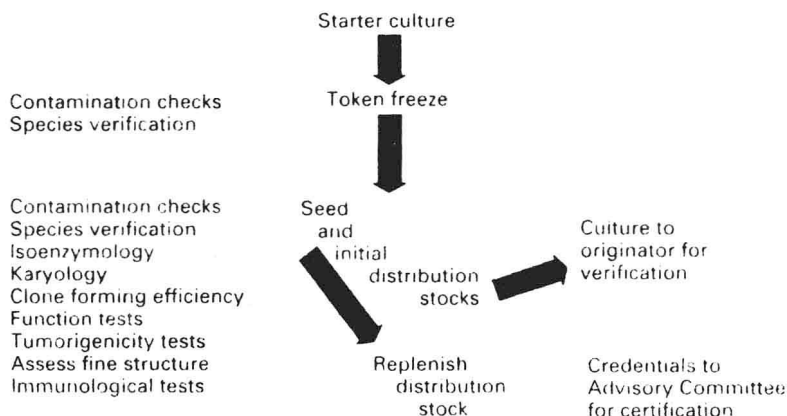 Starter culture
Token freeze
Contamination checks
Species verification
Contamination checks
Species verification
Isoenzymology
Karyology
Clone forming efficiency
Function tests
Tumorigenicity tests
Assess fine structure
Immunological tests
Seed
and
initial
distribution
stocks
Culture to
originator for
verification
Replenish
distribution
stock
Credentials to
Advisory Committee
for certification